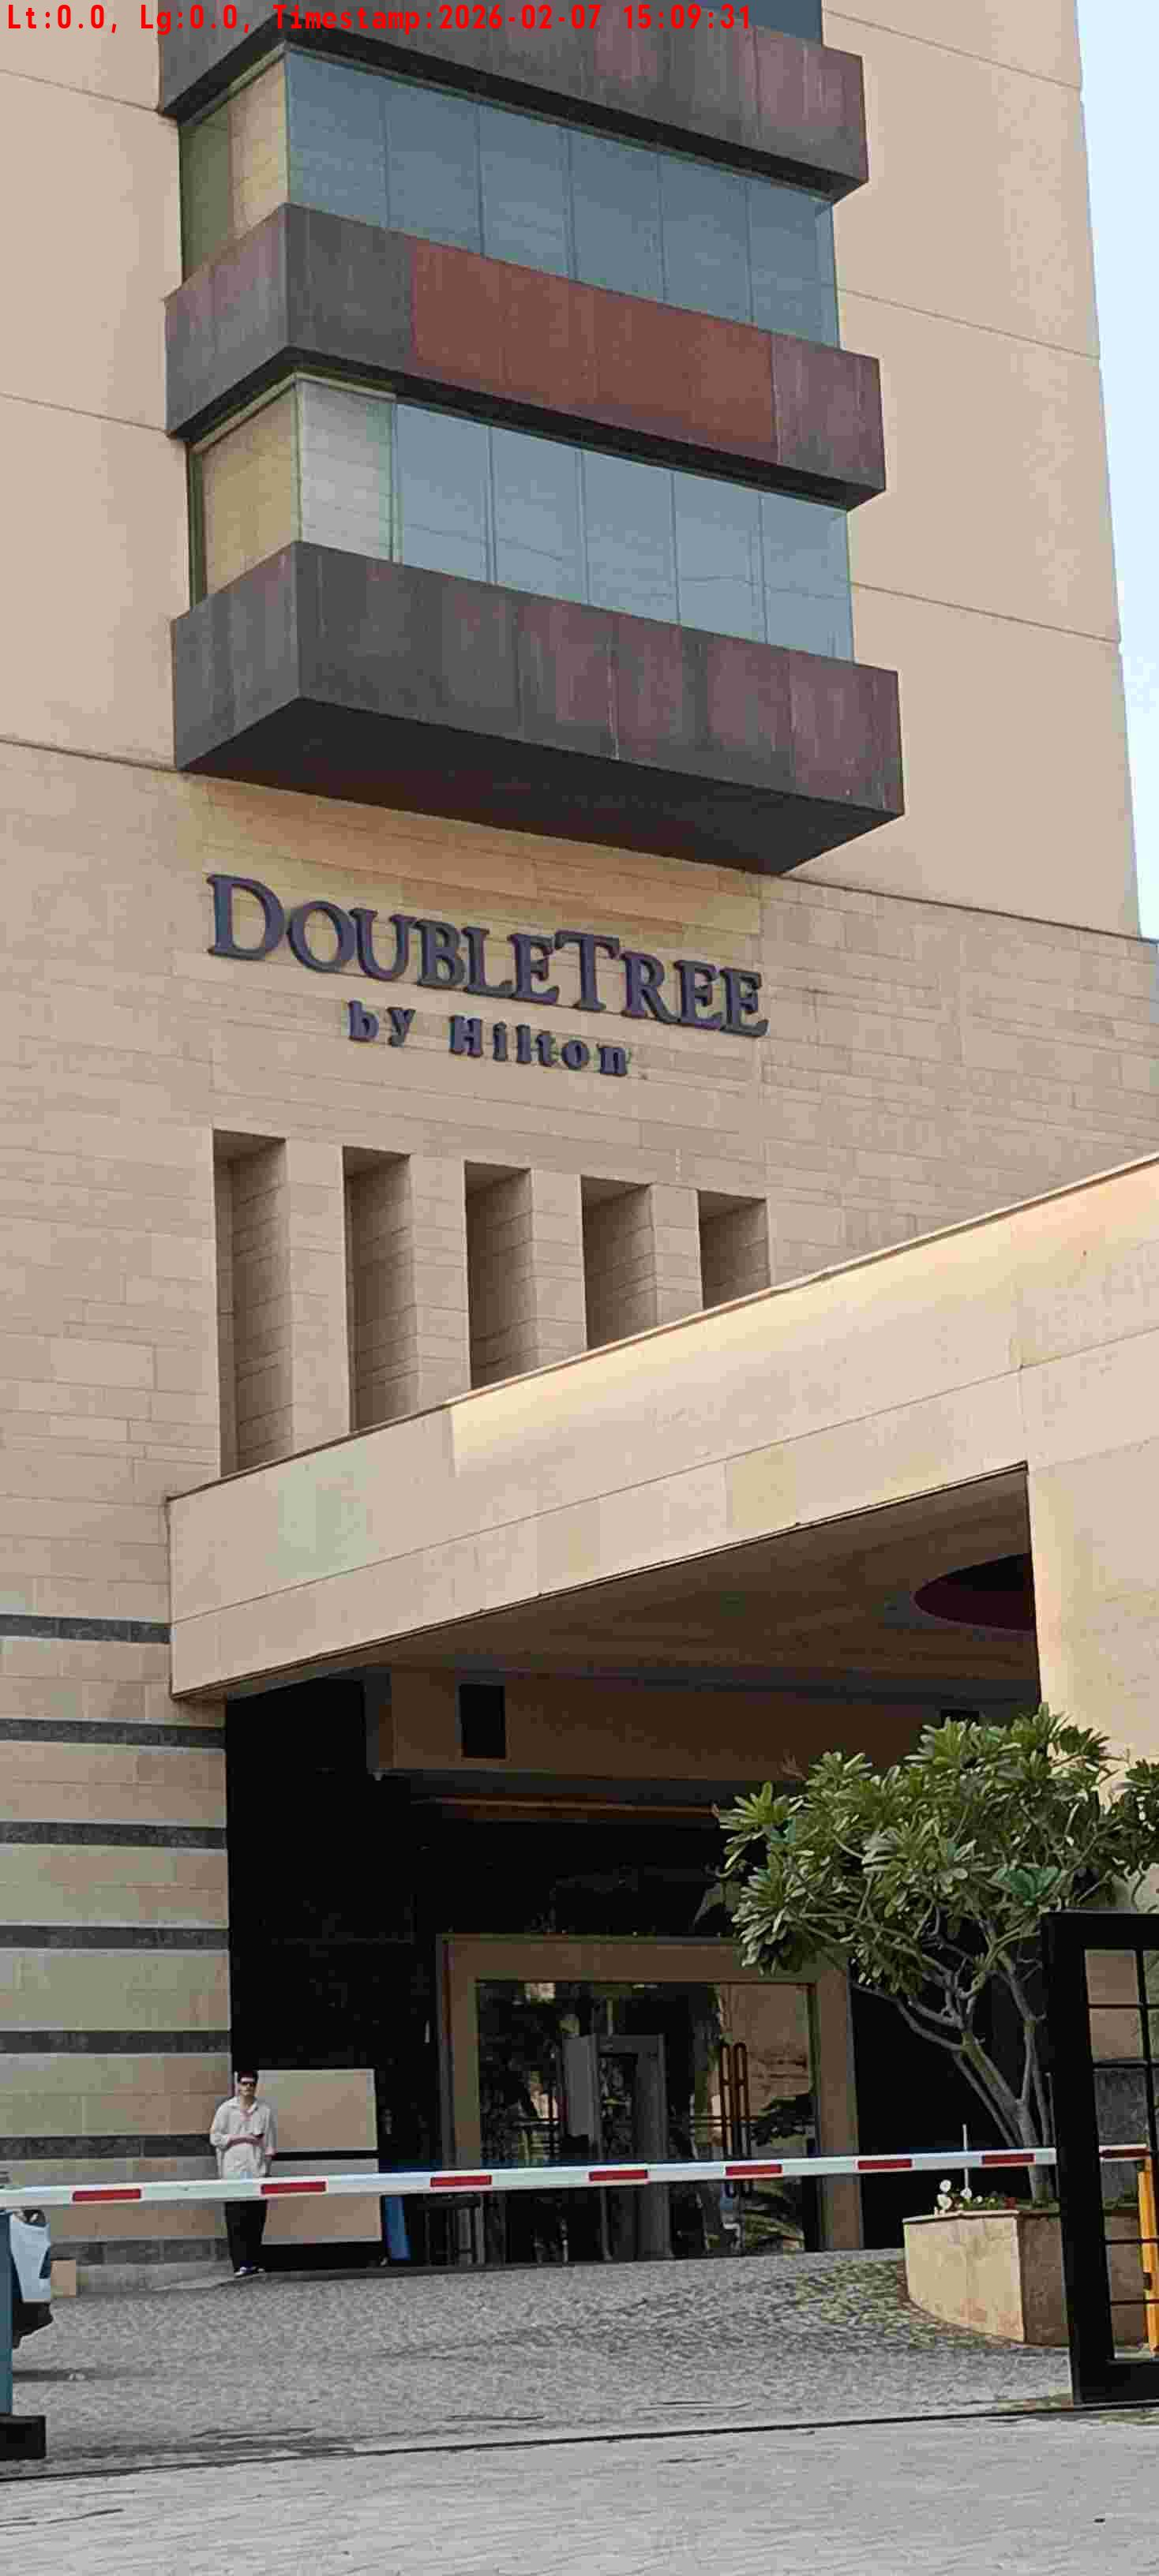 Lt:0.0, Lg:0.0, Timestamp:2026-02-07 15:09:31
DOUBLETREE
by Hilton